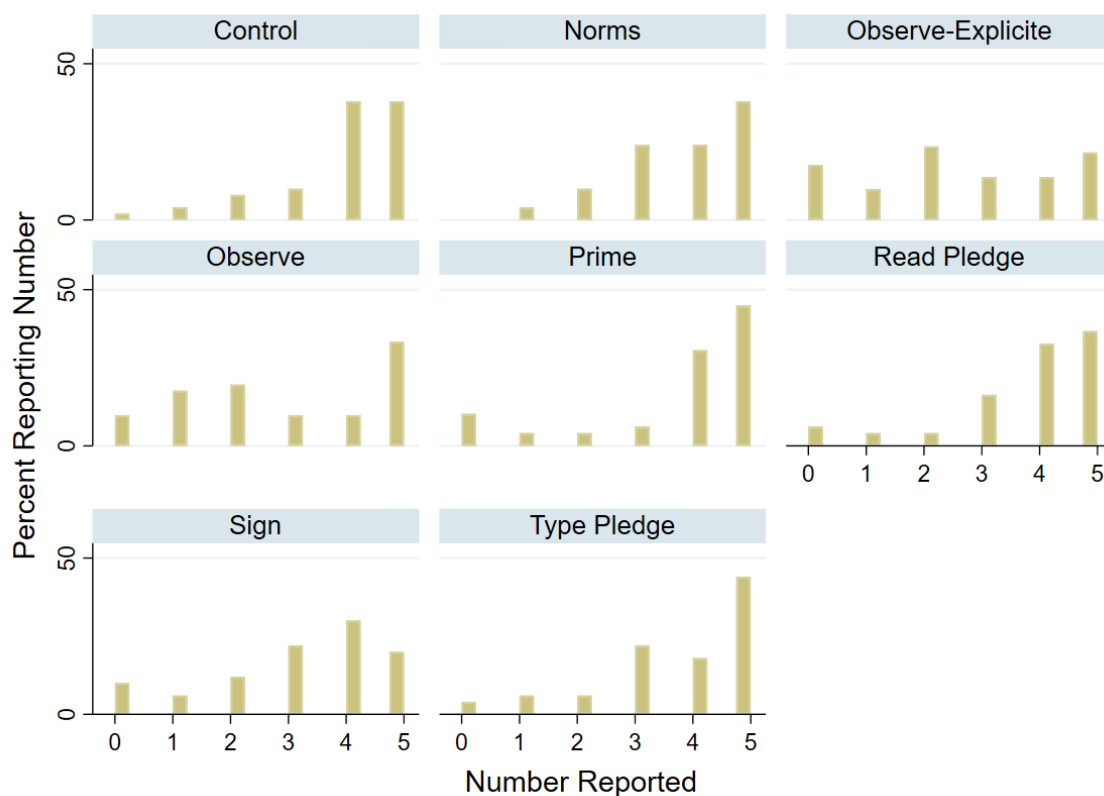 Control
Norms
Observe-Explicite
50
0
Observe
Prime
Read Pledge
50
0
0 1 2 3 4 5
Sign
Type Pledge
50
0
0 1 2 3 4 5
0 1 2 3 4 5
Percent Reporting Number
Number Reported